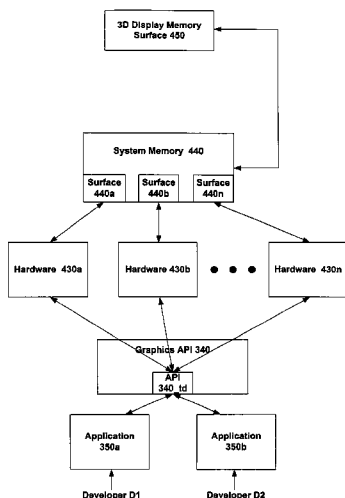 3D Display Memory
Surface 450
System Memory 440
Surface
440a
Surface
440b
Surface
440n
Hardware 430a
Hardware 430b
Hardware 430n
Graphics API 340
API
340_td
Application
350a
Application
350b
Developer D1
Developer D2